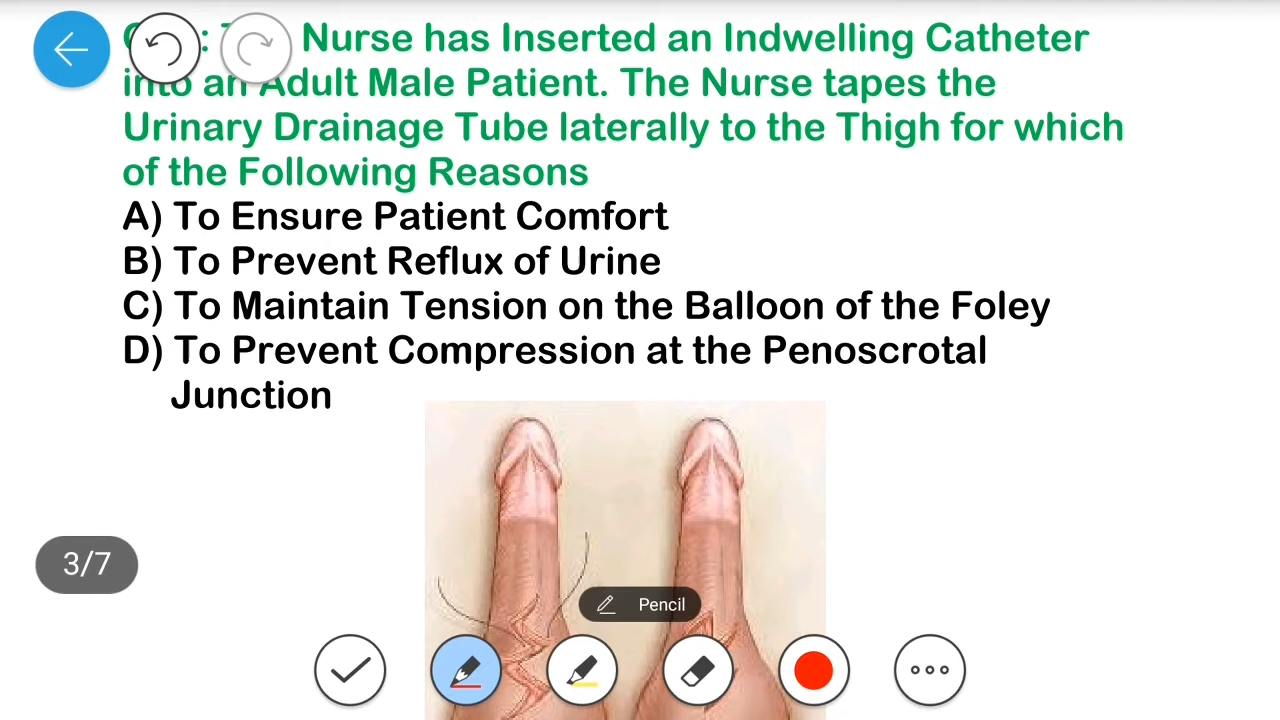 Nurse has Inserted an Indwelling Catheter
into an Adult Male Patient. The Nurse tapes the
Urinary Drainage Tube laterally to the Thigh for which
of the Following Reasons
A) To Ensure Patient Comfort
B) To Prevent Reflux of Urine
C) To Maintain Tension on the Balloon of the Foley
D) To Prevent Compression at the Penoscrotal
Junction
3/7
Pencil